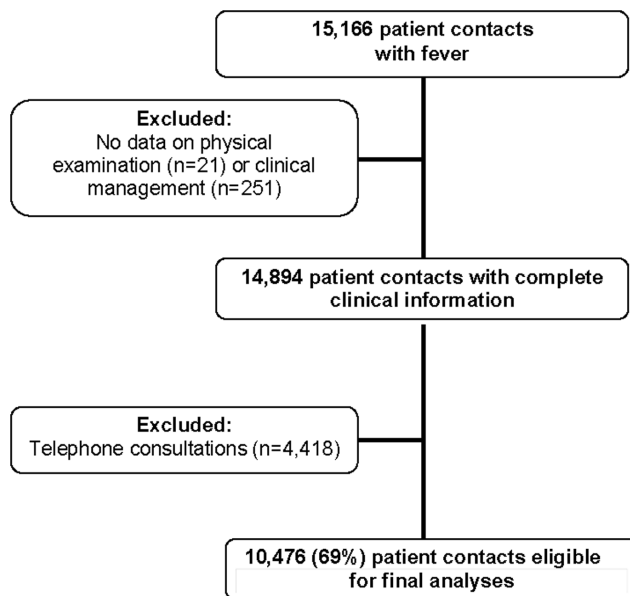 15,166 patient contacts
with fever
Excluded:
No data on physical
examination (n=21) or clinical
management (n=251)
14,894 patient contacts with complete
clinical information
Excluded:
Telephone consultations (n=4,418)
10,476 (69%) patient contacts eligible
for final analyses